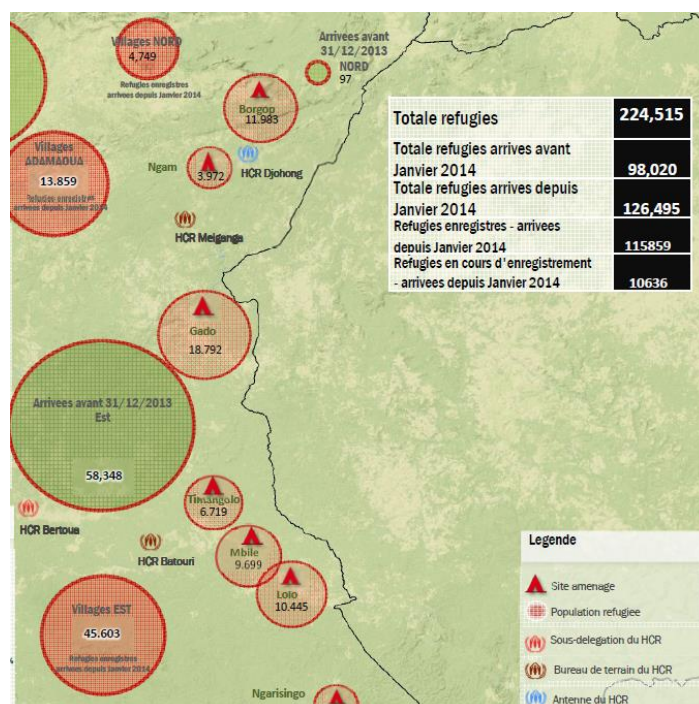 Villages NORD
4,749
Refugies enregistres
arrivees depuis Janvier 2014
Arrivees avant
31/12/2013
NORD
97
Borgop
11.983
Villages
ADAMAOUA
13.859
Refugies enregistres
arrivees depuis Janvier 2014
Ngam
3.972
HCR Djohong
HCR Meiganga
Totale refugies
224,515
Totale refugies arrives avant
Janvier 2014
98,020
Totale refugies arrives depuis
Janvier 2014
126,495
Refugies enregistres - arrivees
depuis Janvier 2014
115859
Refugies en cours d'enregistrement
- arrivees depuis Janvier 2014
10636
Gado
18.792
Arrivees avant 31/12/2013
Est
58,348
Timangolo
6.719
HCR Bertoua
HCR Batouri
Mbile
9.699
Lolo
10.445
Villages EST
45.603
Refugies enregistres
arrivees depuis Janvier 2014
Ngarisingo
Legende
Site amenage
Population refugiee
Sous-delegation du HCR
Bureau de terrain du HCR
Antenne du HCR